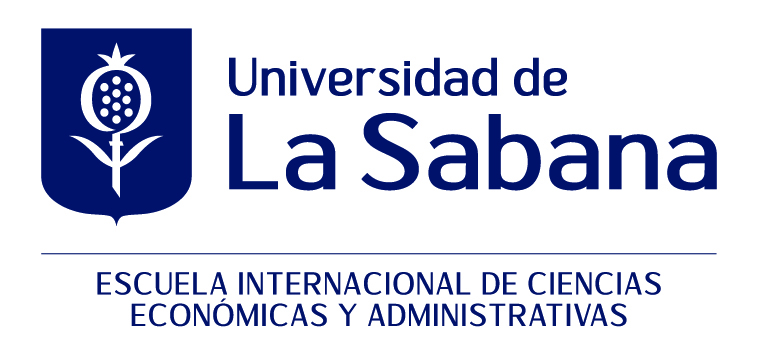 Universidad de
La Sabana
ESCUELA INTERNACIONAL DE CIENCIAS
ECONÓMICAS Y ADMINISTRATIVAS